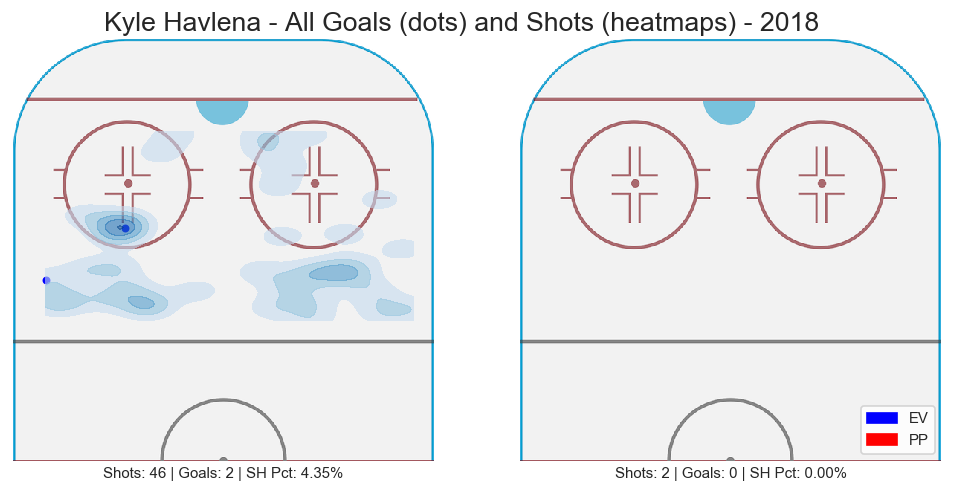 Kyle Havlena - All Goals (dots) and Shots (heatmaps) - 2018
EV
PP
Shots: 46 | Goals: 2 | SH Pct: 4.35%
Shots: 2 | Goals: 0 | SH Pct: 0.00%